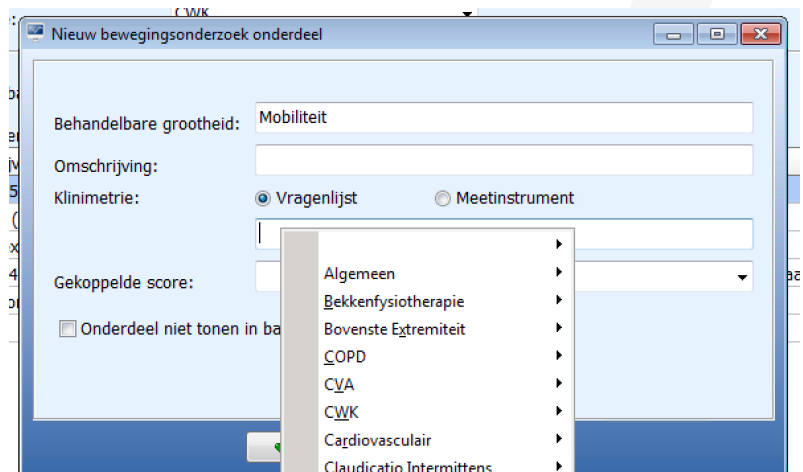 CWK
Nieuw bewegingsonderzoek onderdeel
Behandelbare grootheid: Mobiliteit
Omschrijving:
Klinimetrie: Vragenlijst Meetinstrument
Gekoppelde score:
Onderdeel niet tonen in ba
Algemeen
Bekkenfysiotherapie
Bovenste Extremiteit
COPD
CVA
CWK
Cardiovasculair
Claudicatio Intermittens